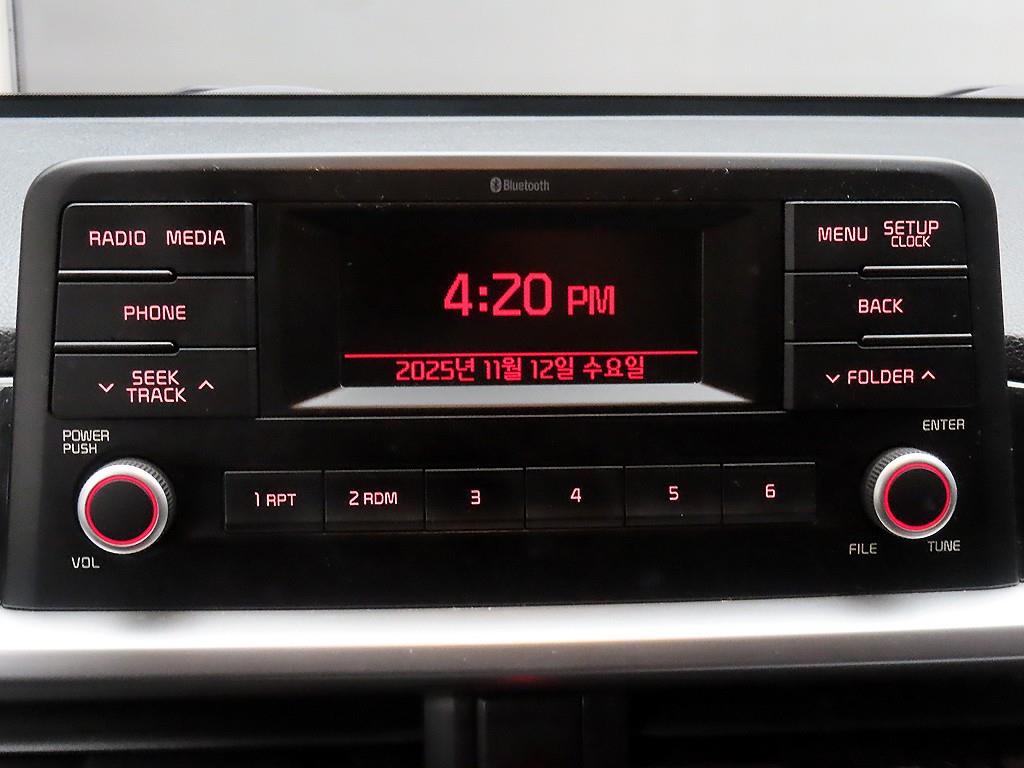 Bluetooth
RADIO MEDIA
MENU SETUP
CLOCK
4:20 PM
PHONE
BACK
2025년 11월 12일 수요일
SEEK
TRACK
FOLDER
POWER
PUSH
ENTER
1 RPT 2 RDM 3 4 5 6
VOL
FILE TUNE